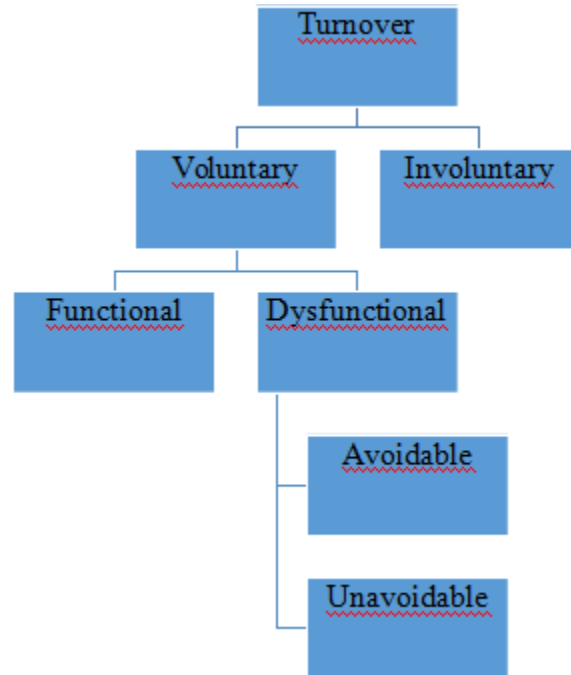 Turnover
Voluntary
Involuntary
Functional
Dysfunctional
Avoidable
Unavoidable